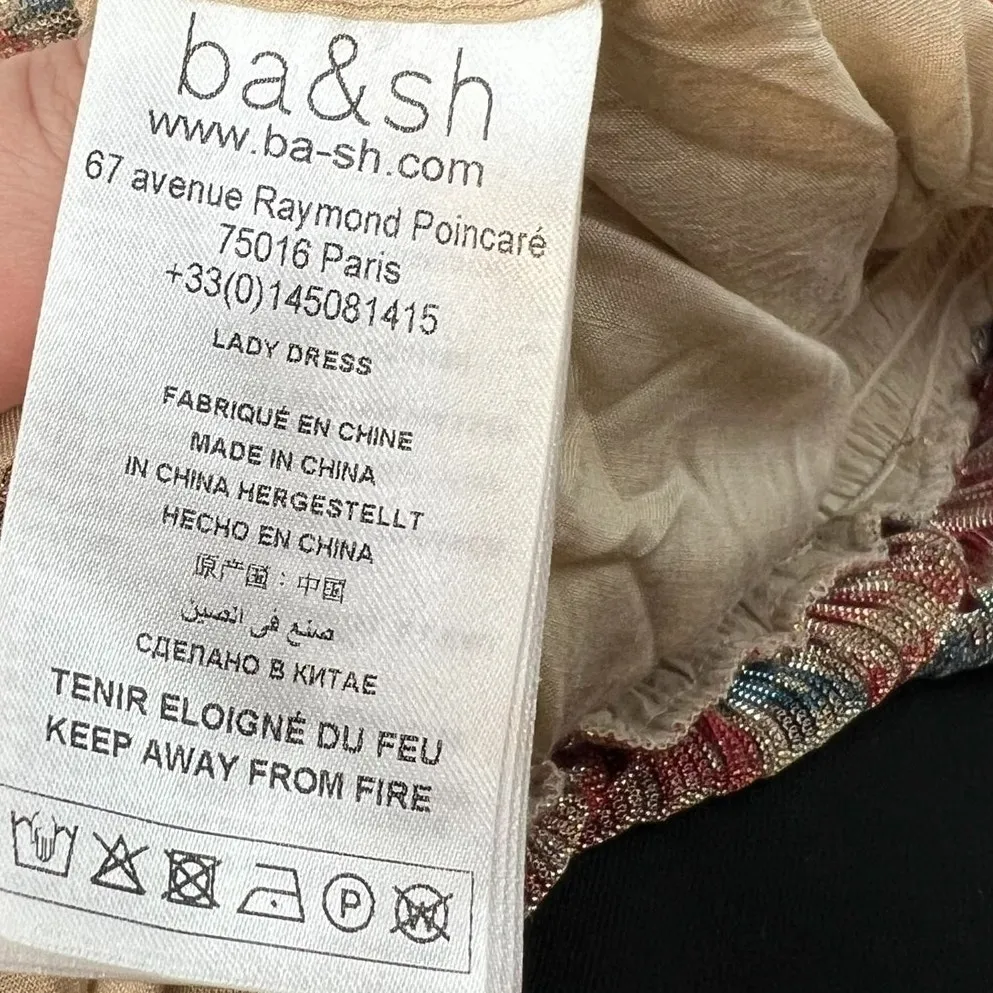 ba&sh
www.ba-sh.com
67 avenue Raymond Poincaré
75016 Paris
+33(0)145081415
LADY DRESS
FABRIQUÉ EN CHINE
MADE IN CHINA
IN CHINA HERGESTELLT
HECHO EN CHINA
原产国：中国
صنع في الصين
СДЕЛАНО В КИТАЕ
TENIR ELOIGNÉ DU FEU
KEEP AWAY FROM FIRE
P
W